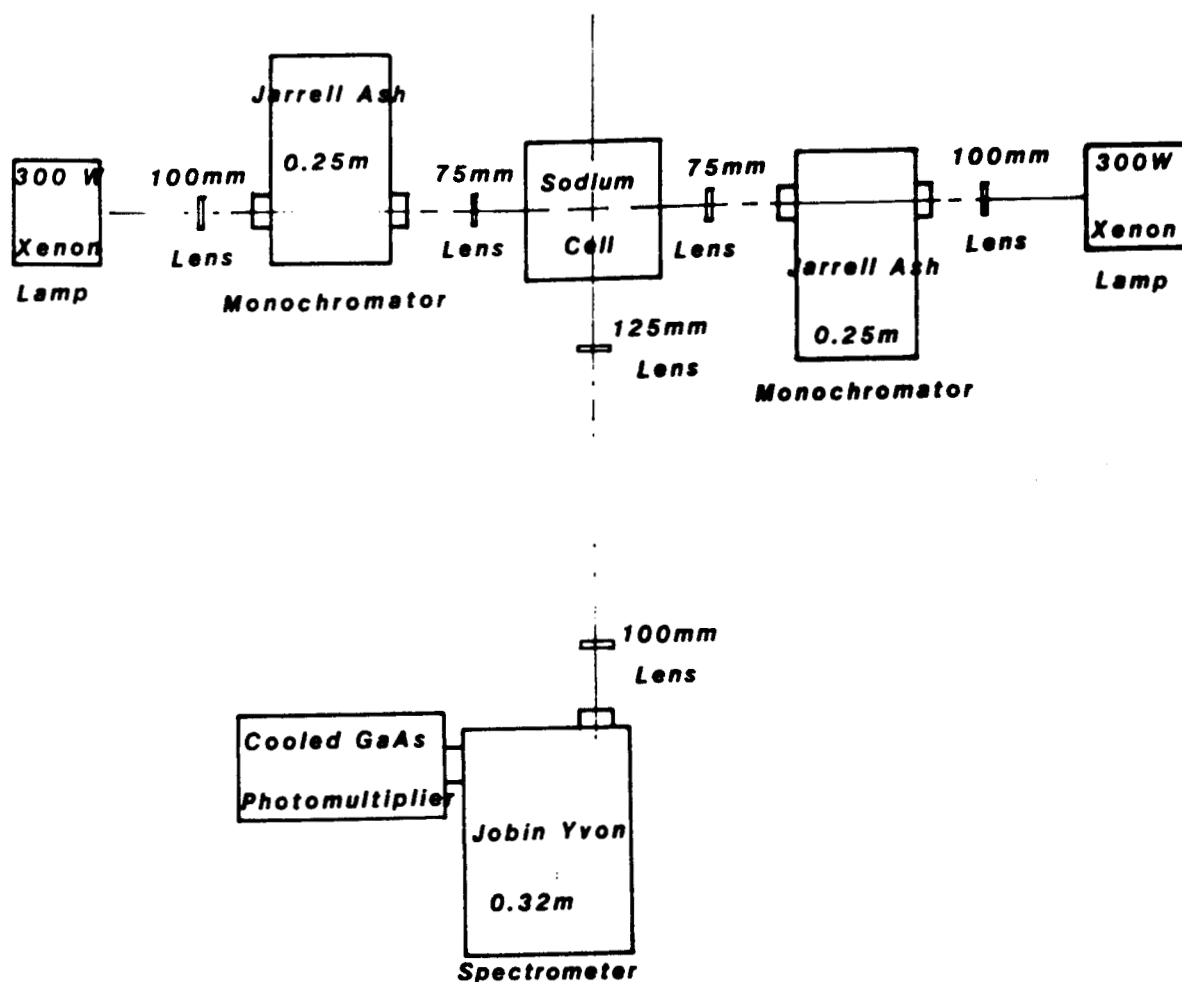 Jarrell Ash
0.25m
300 W
Xenon
Lamp
100mm
Lens
Monochromator
75mm
Lens
Sodium
Cell
75mm
Lens
Jarrell Ash
0.25m
Monochromator
100mm
Lens
300W
Xenon
Lamp
125mm
Lens
100mm
Lens
Cooled GaAs
Photomultiplier
Jobin Yvon
0.32m
Spectrometer